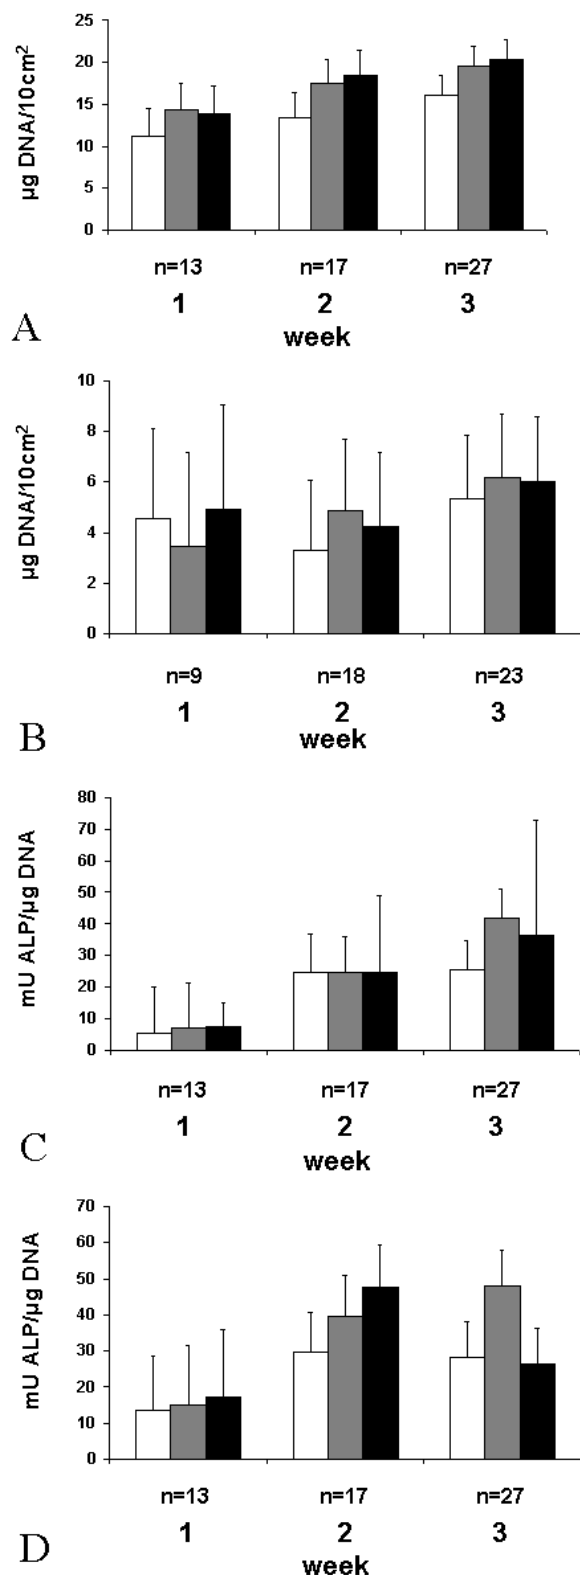 25
20
15
10
5
0
µg DNA/10cm²
n=13 n=17 n=27
1 2 3
week
A
10
8
6
4
2
0
µg DNA/10cm²
n=9 n=18 n=23
1 2 3
week
B
80
70
60
50
40
30
20
10
0
mU ALP/µg DNA
n=13 n=17 n=27
1 2 3
week
C
70
60
50
40
30
20
10
0
mU ALP/µg DNA
n=13 n=17 n=27
1 2 3
week
D